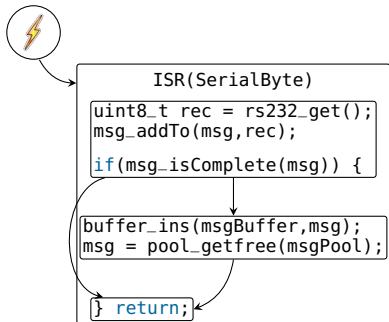 ISR(SerialByte)
uint8_t rec = rs232_get();
msg_addTo(msg,rec);
if(msg_isComplete(msg)) {
buffer_ins(msgBuffer,msg);
msg = pool_getfree(msgPool);
} return;